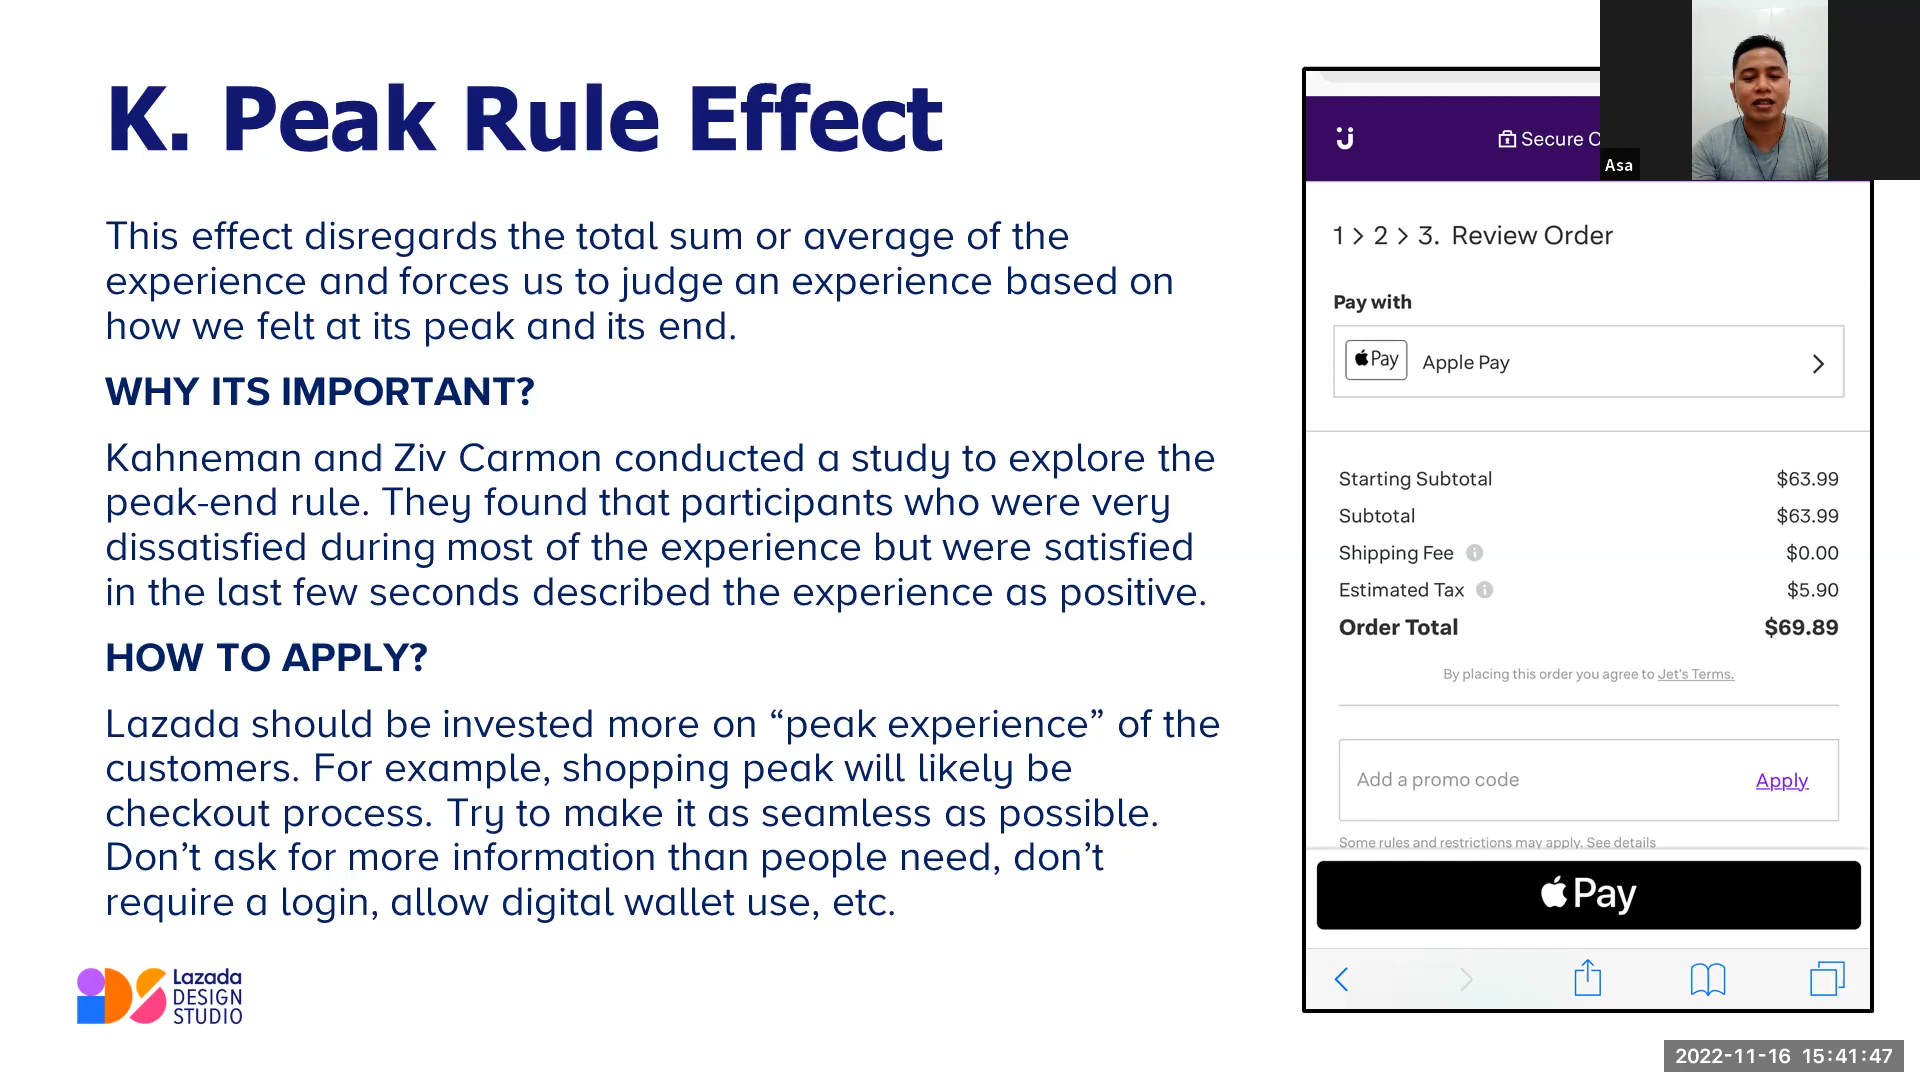 K. Peak Rule Effect
This effect disregards the total sum or average of the
experience and forces us to judge an experience based on
how we felt at its peak and its end.
WHY ITS IMPORTANT?
Kahneman and Ziv Carmon conducted a study to explore the
peak-end rule. They found that participants who were very
dissatisfied during most of the experience but were satisfied
in the last few seconds described the experience as positive.
HOW TO APPLY?
Lazada should be invested more on “peak experience” of the
customers. For example, shopping peak will likely be
checkout process. Try to make it as seamless as possible.
Don’t ask for more information than people need, don’t
require a login, allow digital wallet use, etc.
Lazada
DESIGN
STUDIO
Secure C
Asa
1 > 2 > 3. Review Order
Pay with
Pay Apple Pay
Starting Subtotal $63.99
Subtotal $63.99
Shipping Fee $0.00
Estimated Tax $5.90
Order Total $69.89
By placing this order you agree to Jet's Terms.
Add a promo code Apply
Some rules and restrictions may apply. See details
Pay
2022-11-16 15:41:47